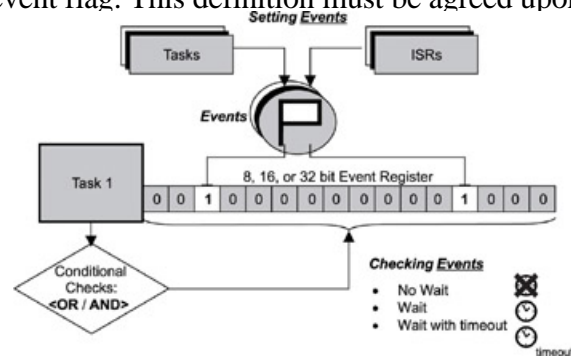 event flag. This definition must be agreed upon
Setting Events
Tasks
ISRs
Events
8, 16, or 32 bit Event Register
Task 1
0 0 1 0 0 0 0 0 0 0 0 0 1 0 0 0
Conditional
Checks:
<OR / AND>
Checking Events
• No Wait
• Wait
• Wait with timeout
timeout